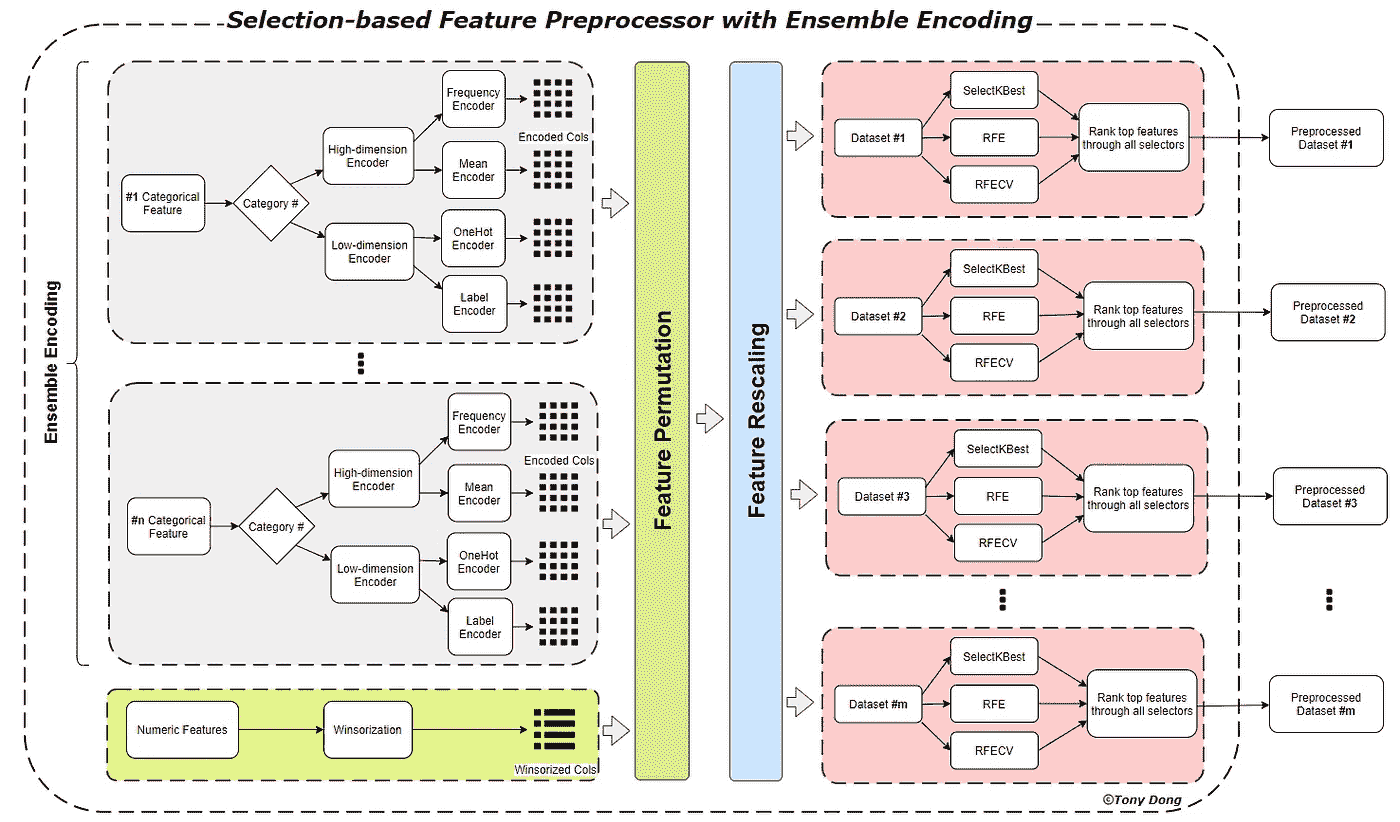 Selection-based Feature Preprocessor with Ensemble Encoding
Ensemble Encoding
#1 Categorical
Feature
Category #
High-dimension
Encoder
Low-dimension
Encoder
Frequency
Encoder
Mean
Encoder
OneHot
Encoder
Label
Encoder
Encoded Cols
#n Categorical
Feature
Category #
High-dimension
Encoder
Low-dimension
Encoder
Frequency
Encoder
Mean
Encoder
OneHot
Encoder
Label
Encoder
Encoded Cols
Numeric Features
Winsorization
Winsorized Cols
Feature Permutation
Feature Rescaling
Dataset #1
SelectKBest
RFE
RFECV
Rank top features
through all selectors
Preprocessed
Dataset #1
Dataset #2
SelectKBest
RFE
RFECV
Rank top features
through all selectors
Preprocessed
Dataset #2
Dataset #3
SelectKBest
RFE
RFECV
Rank top features
through all selectors
Preprocessed
Dataset #3
Dataset #m
SelectKBest
RFE
RFECV
Rank top features
through all selectors
Preprocessed
Dataset #m
©Tony Dong